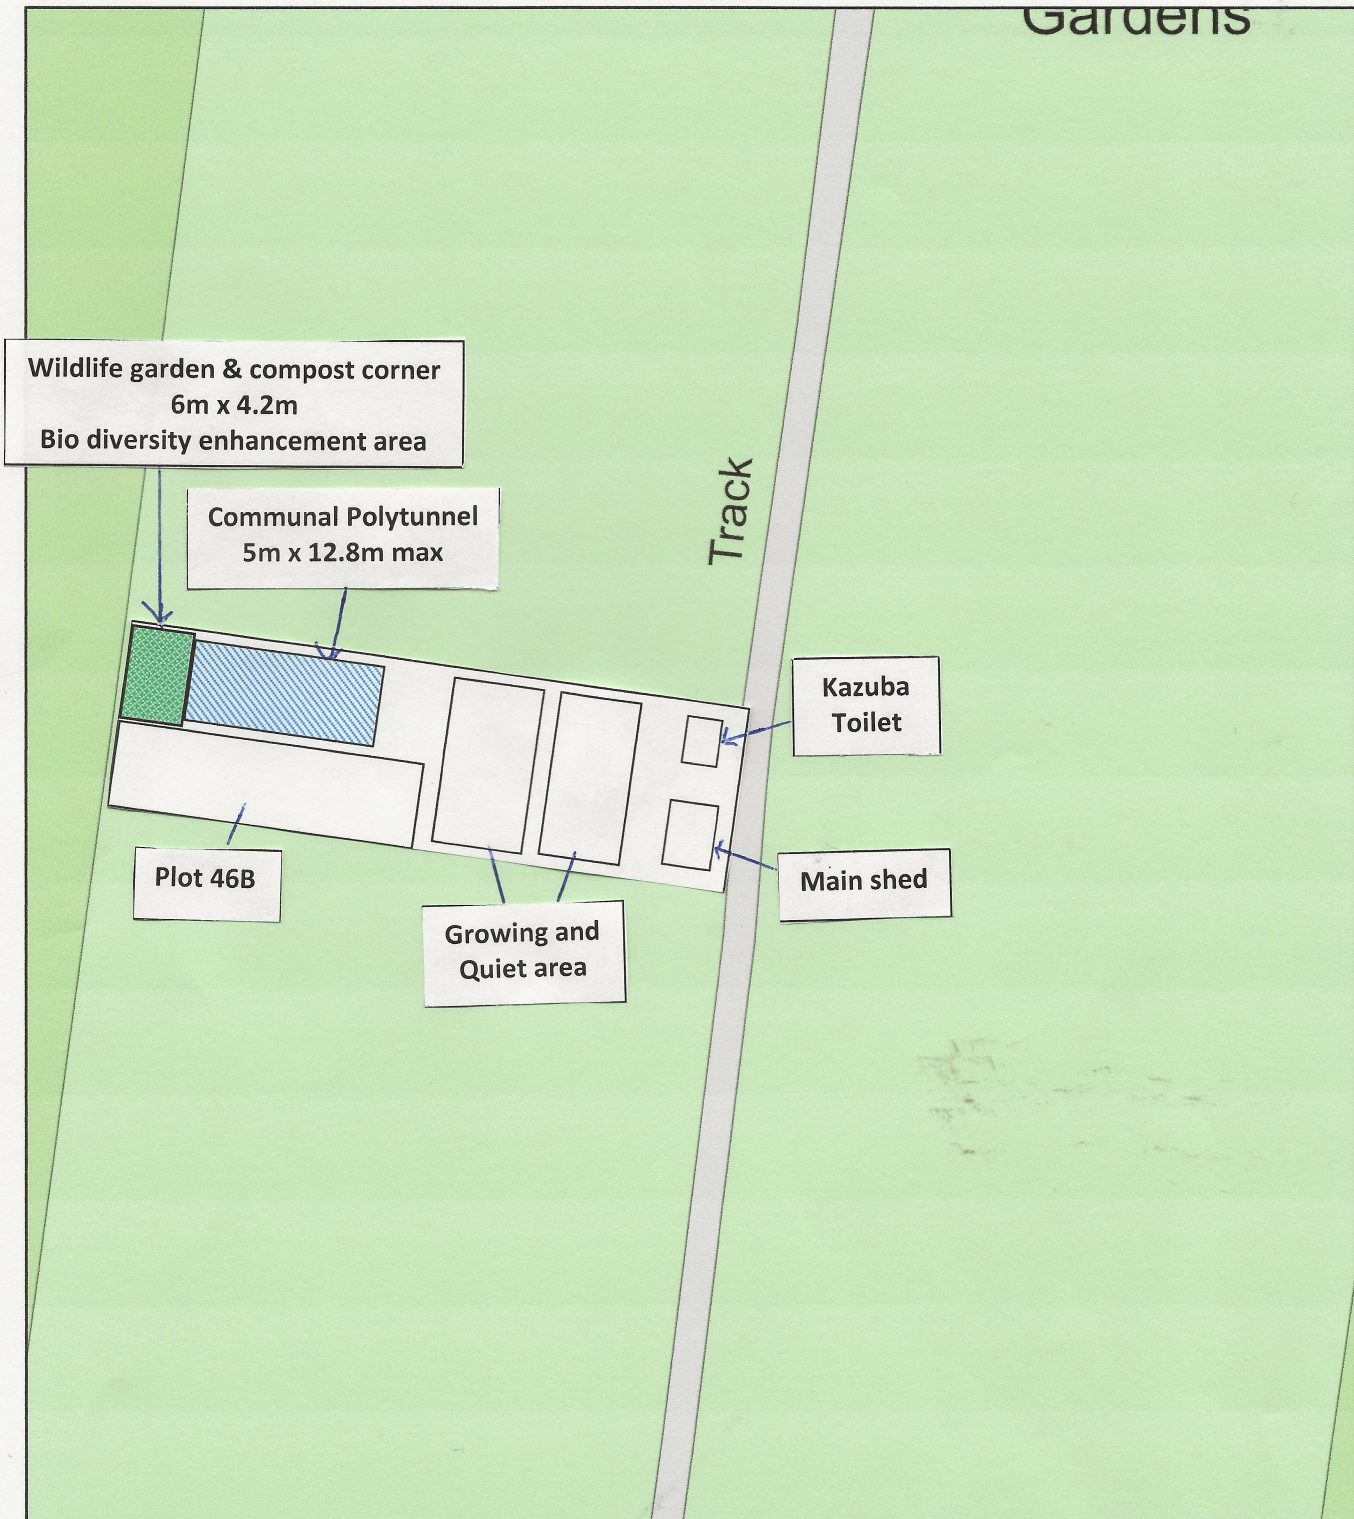 Gardens
Wildlife garden & compost corner
6m x 4.2m
Bio diversity enhancement area
Communal Polytunnel
5m x 12.8m max
Track
Kazuba
Toilet
Plot 46B
Main shed
Growing and
Quiet area